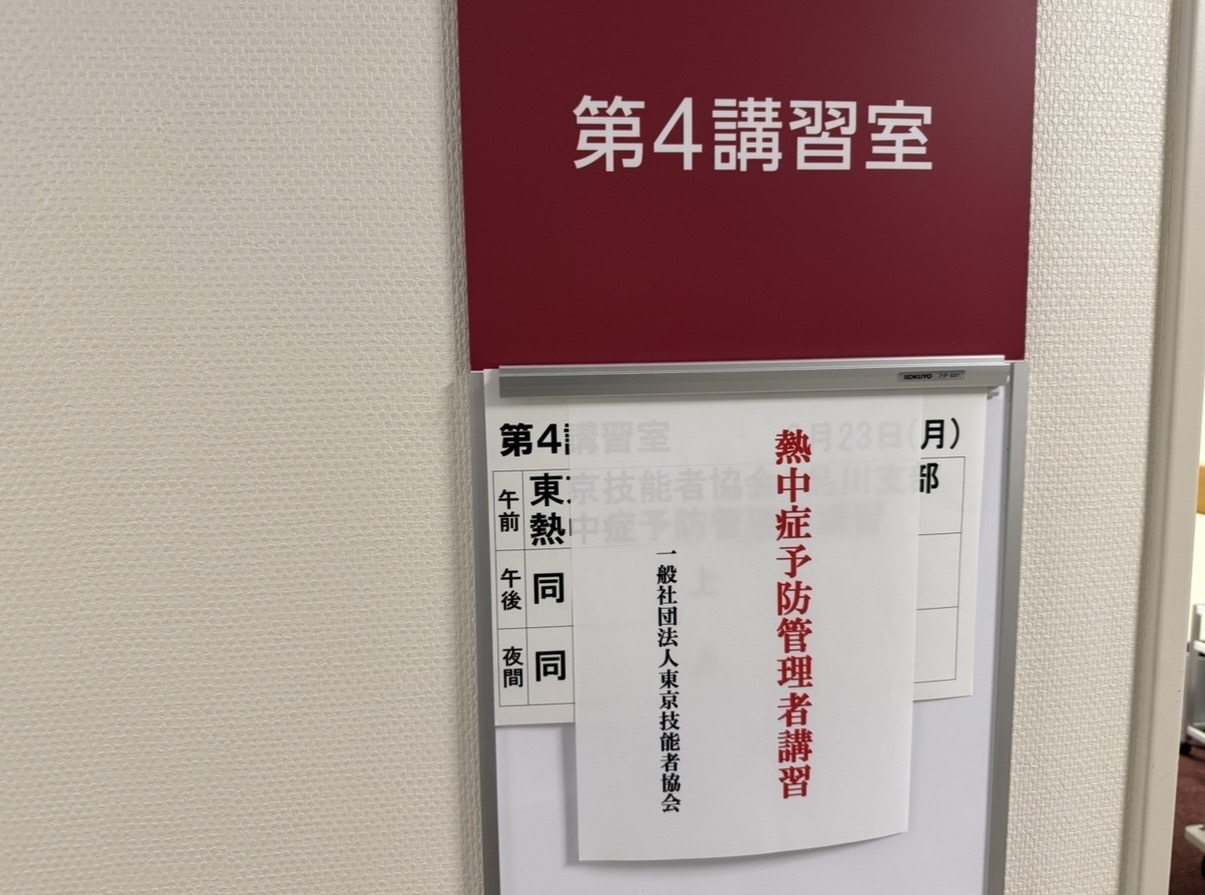 第4講習室
KOKUYO
第4講習室 月23日(月)
午前 東京技能者協会 品川支部
熱中症予防管理者講習
午後 同 上
夜間 同
熱中症予防管理者講習
一般社団法人東京技能者協会